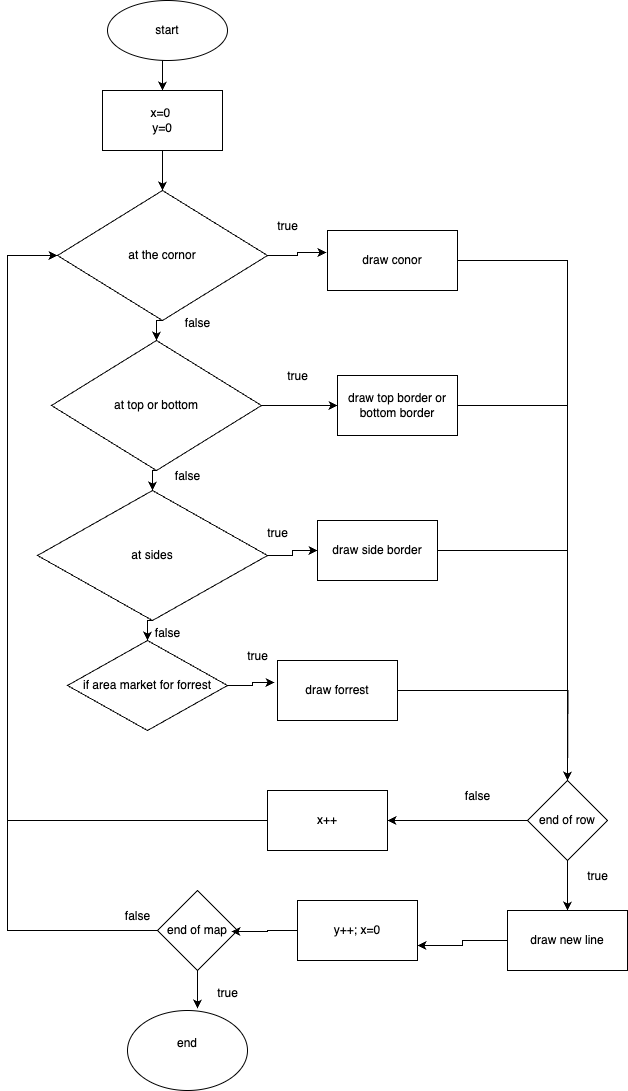 start
x=0
y=0
true
at the cornor
draw conor
false
true
at top or bottom
draw top border or
bottom border
false
true
at sides
draw side border
false
true
if area market for forrest
draw forrest
false
x++
end of row
true
false
end of map
y++; x=0
draw new line
true
end